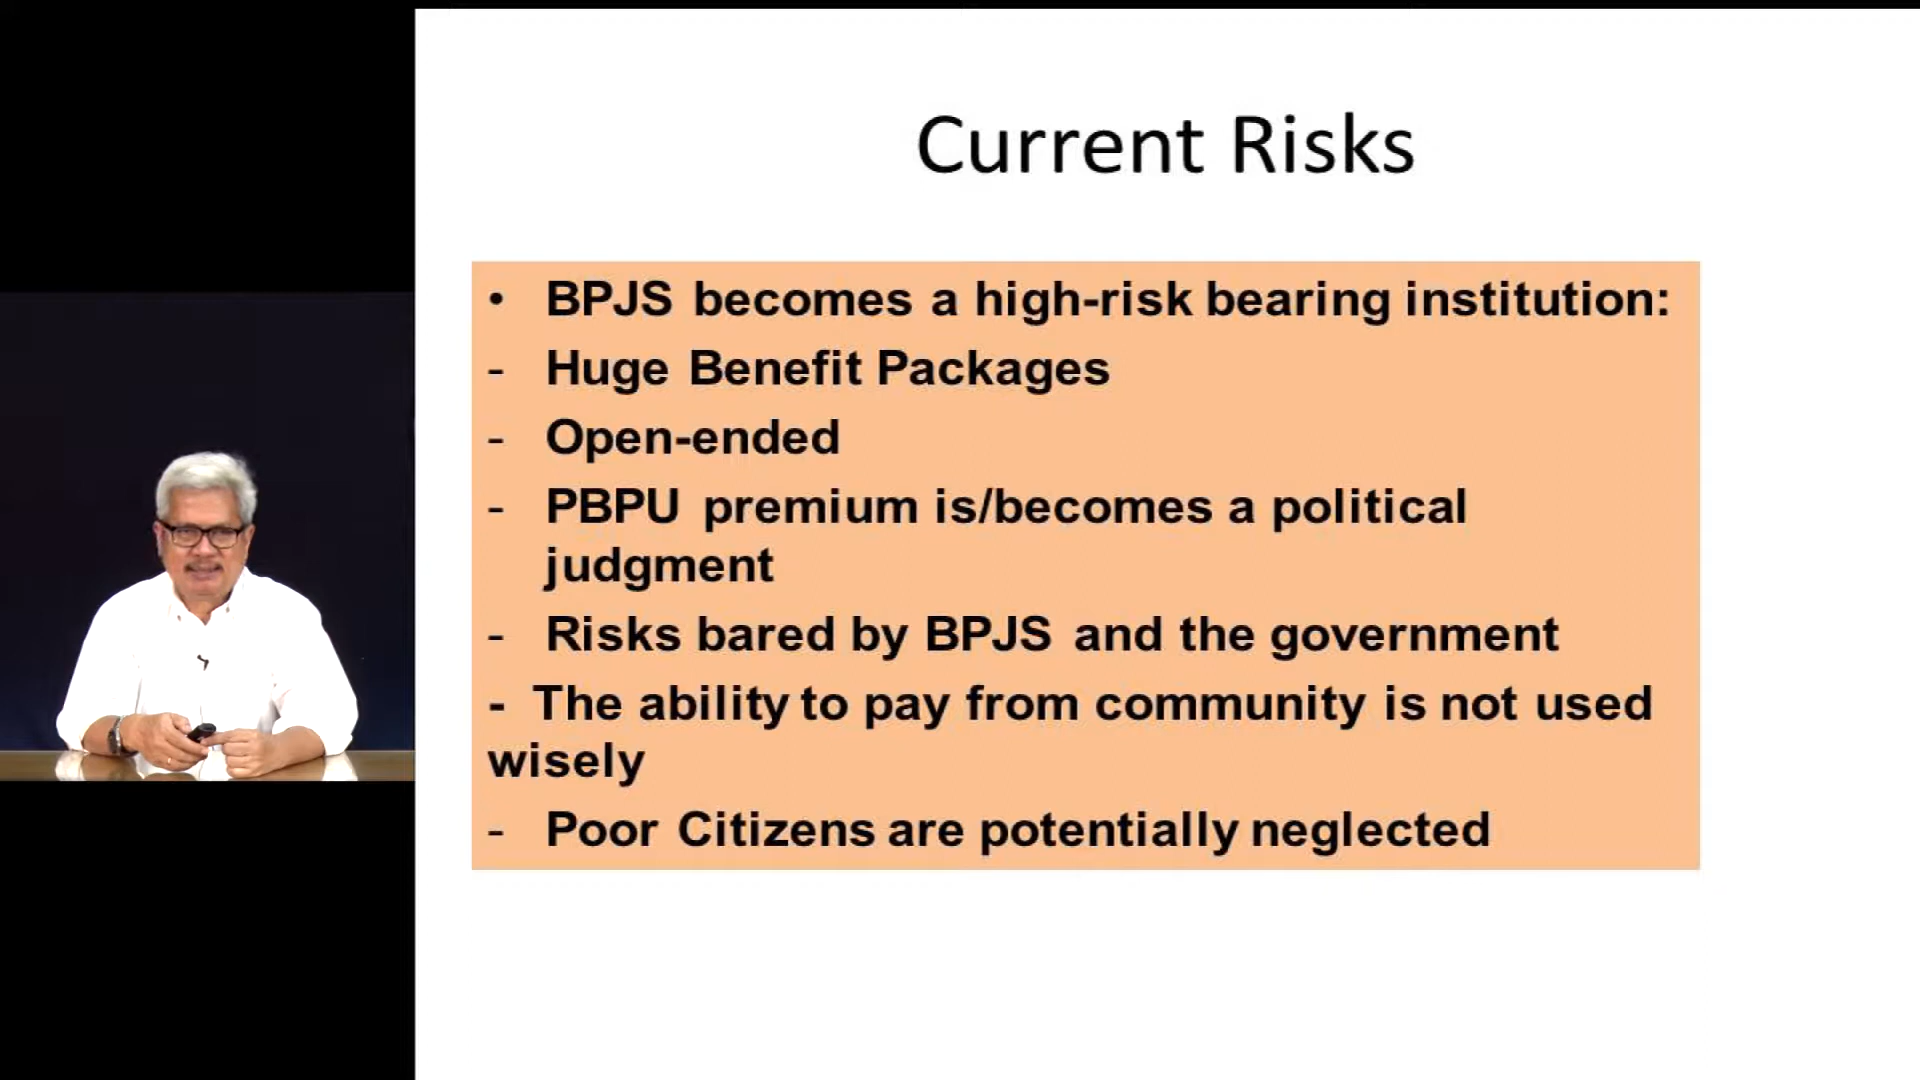 Current Risks
• BPJS becomes a high-risk bearing institution:
- Huge Benefit Packages
- Open-ended
- PBPU premium is/becomes a political
judgment
- Risks bared by BPJS and the government
- The ability to pay from community is not used
wisely
- Poor Citizens are potentially neglected